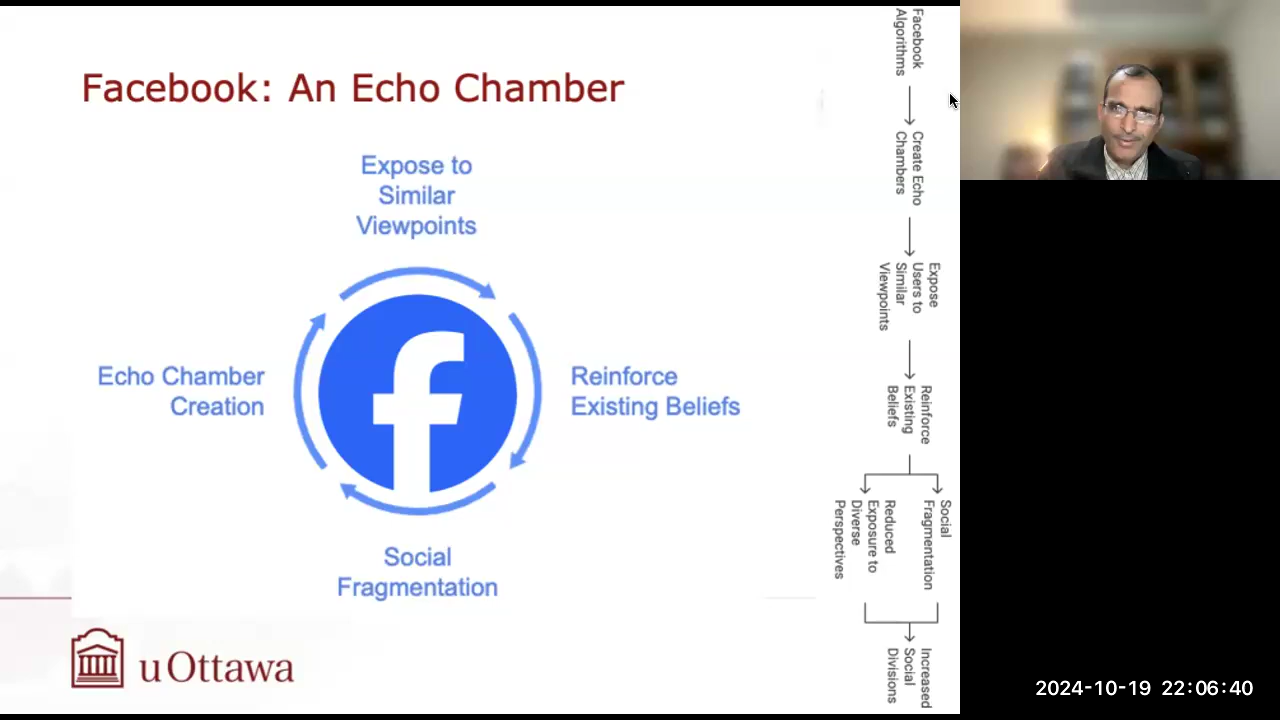 Facebook: An Echo Chamber
Expose to
Similar
Viewpoints
Echo Chamber
Creation
Reinforce
Existing Beliefs
Social
Fragmentation
uOttawa
Facebook
Algorithms
Create Echo
Chambers
Expose
Users to
Similar
Viewpoints
Reinforce
Existing
Beliefs
Social
Fragmentation
Reduced
Exposure to
Diverse
Perspectives
Increased
Social
Divisions
2024-10-19 22:06:40